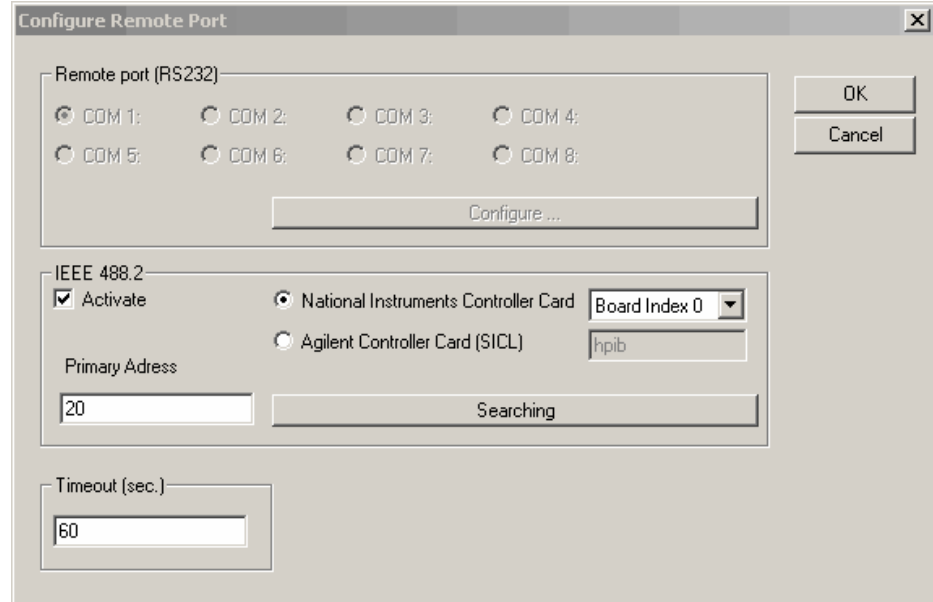 Configure Remote Port
Remote port (RS232)
COM 1: COM 2: COM 3: COM 4:
COM 5: COM 6: COM 7: COM 8:
Configure ...
OK
Cancel
IEEE 488.2
Activate
National Instruments Controller Card Board Index 0
Agilent Controller Card (SICL) hpib
Primary Adress
20
Searching
Timeout (sec.)
60